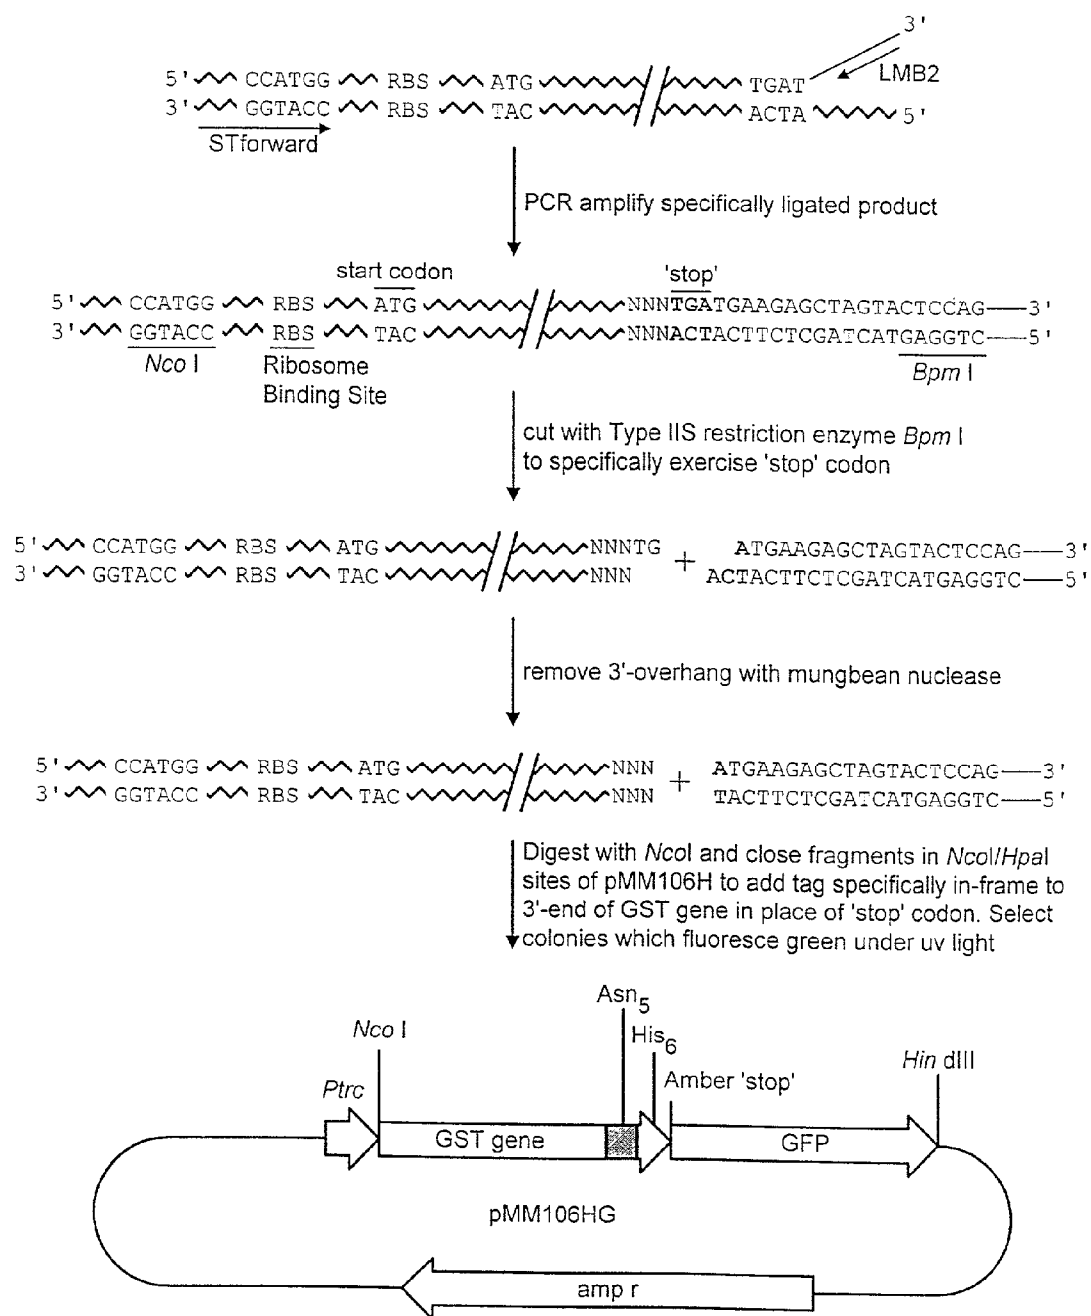 3'
5' CCATGG RBS ATG TGAT LMB2
3' GGTACC RBS TAC ACTA 5'
STforward
PCR amplify specifically ligated product
start codon 'stop'
5' CCATGG RBS ATG NNNTGATGAAGAGCTAGTACTCCAG 3'
3' GGTACC RBS TAC NNNACTACTTCTCGATCATGAGGTC 5'
Nco I Ribosome Bpm I
Binding Site
cut with Type IIS restriction enzyme Bpm I
to specifically exercise 'stop' codon
5' CCATGG RBS ATG NNNTG + ATGAAGAGCTAGTACTCCAG 3'
3' GGTACC RBS TAC NNN ACTACTTCTCGATCATGAGGTC 5'
remove 3'-overhang with mungbean nuclease
5' CCATGG RBS ATG NNN + ATGAAGAGCTAGTACTCCAG 3'
3' GGTACC RBS TAC NNN TACTTCTCGATCATGAGGTC 5'
Digest with NcoI and close fragments in NcoI/HpaI
sites of pMM106H to add tag specifically in-frame to
3'-end of GST gene in place of 'stop' codon. Select
colonies which fluoresce green under uv light
Asn5
Nco I His6 Hin dIII
Ptrc Amber 'stop'
GST gene GFP
pMM106HG
amp r